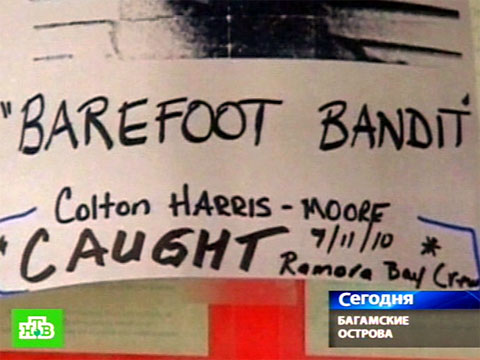 "BAREFOOT BANDIT"
Colton HARRIS-MOORE
* CAUGHT 7/11/10 *
Ramora Bay Crew
НТВ
Сегодня
БАГАМСКИЕ
ОСТРОВА